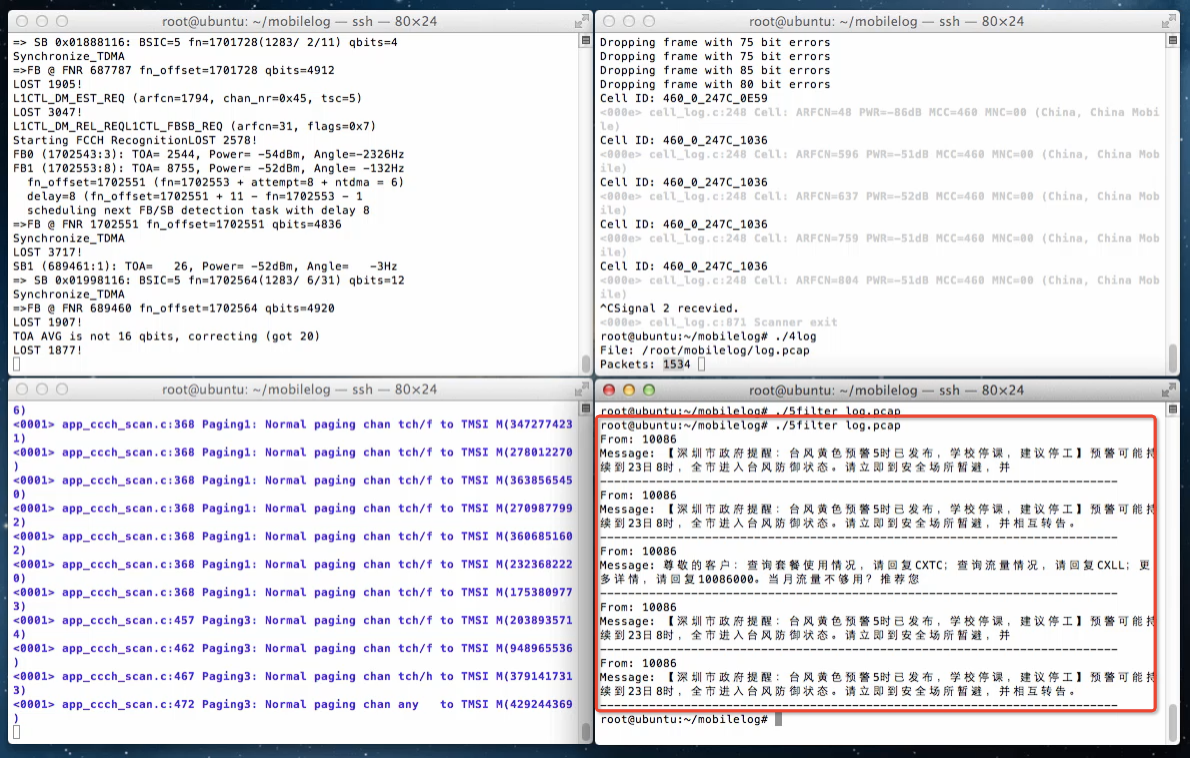 root@ubuntu: ~/mobilelog — ssh — 80×24
=> SB 0x01888116: BSIC=5 fn=1701728(1283/ 2/11) qbits=4
Synchronize_TDMA
=>FB @ FNR 687787 fn_offset=1701728 qbits=4912
LOST 1905!
L1CTL_DM_EST_REQ (arfcn=1794, chan_nr=0x45, tsc=5)
LOST 3047!
L1CTL_DM_REL_REQL1CTL_FBSB_REQ (arfcn=31, flags=0x7)
Starting FCCH RecognitionLOST 2578!
FB0 (1702543:3): TOA= 2544, Power= -54dBm, Angle=-2326Hz
FB1 (1702553:8): TOA= 8755, Power= -52dBm, Angle= -132Hz
fn_offset=1702551 (fn=1702553 + attempt=8 + ntdma = 6)
delay=8 (fn_offset=1702551 + 11 - fn=1702553 - 1
scheduling next FB/SB detection task with delay 8
=>FB @ FNR 1702551 fn_offset=1702551 qbits=4836
Synchronize_TDMA
LOST 3717!
SB1 (689461:1): TOA=   26, Power= -52dBm, Angle=   -3Hz
=> SB 0x01998116: BSIC=5 fn=1702564(1283/ 6/31) qbits=12
Synchronize_TDMA
=>FB @ FNR 689460 fn_offset=1702564 qbits=4920
LOST 1907!
TOA AVG is not 16 qbits, correcting (got 20)
LOST 1877!
root@ubuntu: ~/mobilelog — ssh — 80×24
Dropping frame with 75 bit errors
Dropping frame with 75 bit errors
Dropping frame with 85 bit errors
Dropping frame with 80 bit errors
Cell ID: 460_0_247C_0E59
<000e> cell_log.c:248 Cell: ARFCN=48 PWR=-86dB MCC=460 MNC=00 (China, China Mobi
le)
Cell ID: 460_0_247C_1036
<000e> cell_log.c:248 Cell: ARFCN=596 PWR=-51dB MCC=460 MNC=00 (China, China Mob
ile)
Cell ID: 460_0_247C_1036
<000e> cell_log.c:248 Cell: ARFCN=637 PWR=-51dB MCC=460 MNC=00 (China, China Mob
ile)
Cell ID: 460_0_247C_1036
<000e> cell_log.c:248 Cell: ARFCN=759 PWR=-51dB MCC=460 MNC=00 (China, China Mob
ile)
Cell ID: 460_0_247C_1036
<000e> cell_log.c:248 Cell: ARFCN=804 PWR=-51dB MCC=460 MNC=00 (China, China Mob
ile)
^CSignal 2 recevied.
<000e> cell_log.c:871 Scanner exit
root@ubuntu:~/mobilelog# ./4log
File: /root/mobilelog/log.pcap
Packets: 1534
root@ubuntu: ~/mobilelog — ssh — 80×24
6)
<0001> app_ccch_scan.c:368 Paging1: Normal paging chan tch/f to TMSI M(347277423
1)
<0001> app_ccch_scan.c:368 Paging1: Normal paging chan tch/f to TMSI M(278012270
)
<0001> app_ccch_scan.c:368 Paging1: Normal paging chan tch/f to TMSI M(363856545
0)
<0001> app_ccch_scan.c:368 Paging1: Normal paging chan tch/f to TMSI M(270987799
2)
<0001> app_ccch_scan.c:368 Paging1: Normal paging chan tch/f to TMSI M(360685160
2)
<0001> app_ccch_scan.c:368 Paging1: Normal paging chan tch/f to TMSI M(232368222
0)
<0001> app_ccch_scan.c:368 Paging1: Normal paging chan tch/f to TMSI M(175380977
3)
<0001> app_ccch_scan.c:457 Paging3: Normal paging chan tch/f to TMSI M(203893571
4)
<0001> app_ccch_scan.c:462 Paging3: Normal paging chan tch/f to TMSI M(948965536
)
<0001> app_ccch_scan.c:467 Paging3: Normal paging chan tch/h to TMSI M(379141731
3)
<0001> app_ccch_scan.c:472 Paging3: Normal paging chan any   to TMSI M(429244369
)
root@ubuntu: ~/mobilelog — ssh — 80×24
root@ubuntu:~/mobilelog# ./5filter log.pcap
root@ubuntu:~/mobilelog# ./5filter log.pcap
From: 10086
Message: 【深圳市政府提醒：台风黄色预警5时已发布，学校停课，建议停工】预警可能持
续到23日8时，全市进入台风防御状态。请立即到安全场所暂避，并
--------------------------------------------------------------------------
From: 10086
Message: 【深圳市政府提醒：台风黄色预警5时已发布，学校停课，建议停工】预警可能持
续到23日8时，全市进入台风防御状态。请立即到安全场所暂避，并相互转告。
--------------------------------------------------------------------------
From: 10086
Message: 尊敬的客户：查询套餐使用情况，请回复CXTC；查询流量情况，请回复CXLL；更
多详情，请回复10086000。当月流量不够用？推荐您
--------------------------------------------------------------------------
From: 10086
Message: 【深圳市政府提醒：台风黄色预警5时已发布，学校停课，建议停工】预警可能持
续到23日8时，全市进入台风防御状态。请立即到安全场所暂避，并
--------------------------------------------------------------------------
From: 10086
Message: 【深圳市政府提醒：台风黄色预警5时已发布，学校停课，建议停工】预警可能持
续到23日8时，全市进入台风防御状态。请立即到安全场所暂避，并相互转告。
--------------------------------------------------------------------------
root@ubuntu:~/mobilelog#